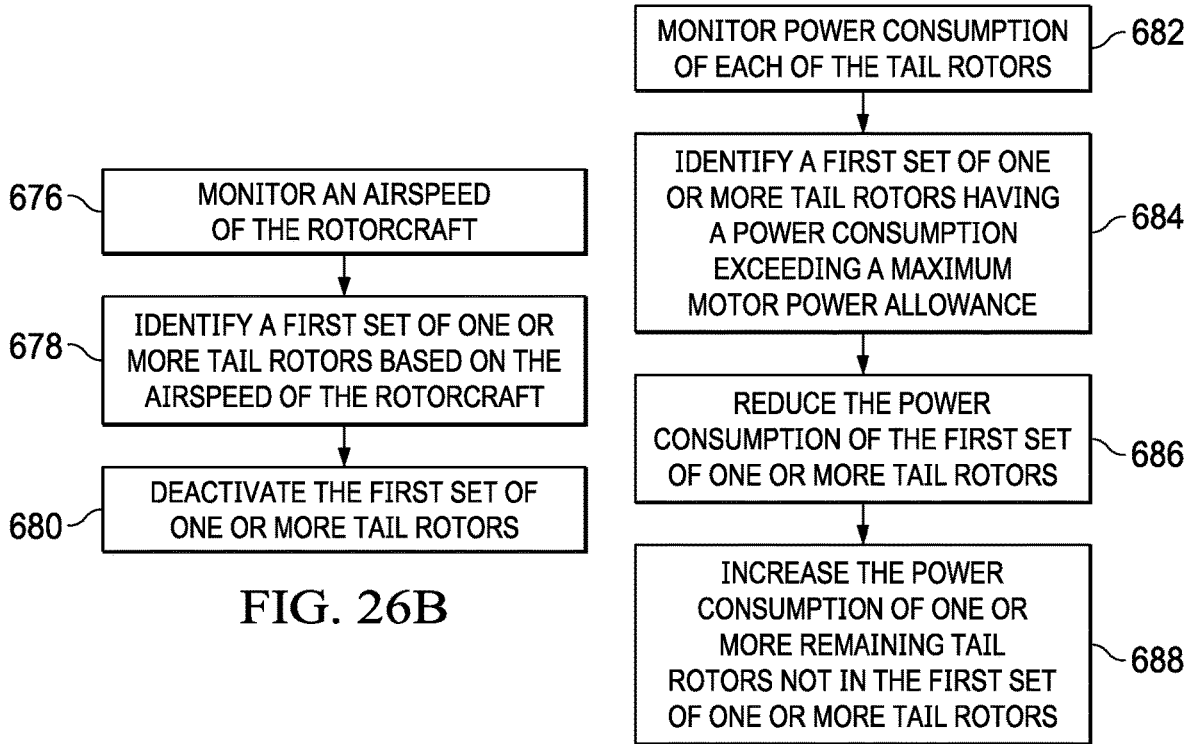 676
MONITOR AN AIRSPEED
OF THE ROTORCRAFT
678
IDENTIFY A FIRST SET OF ONE OR
MORE TAIL ROTORS BASED ON THE
AIRSPEED OF THE ROTORCRAFT
680
DEACTIVATE THE FIRST SET OF
ONE OR MORE TAIL ROTORS
FIG. 26B
MONITOR POWER CONSUMPTION
OF EACH OF THE TAIL ROTORS
682
IDENTIFY A FIRST SET OF ONE
OR MORE TAIL ROTORS HAVING
A POWER CONSUMPTION
EXCEEDING A MAXIMUM
MOTOR POWER ALLOWANCE
684
REDUCE THE POWER
CONSUMPTION OF THE FIRST SET
OF ONE OR MORE TAIL ROTORS
686
INCREASE THE POWER
CONSUMPTION OF ONE OR
MORE REMAINING TAIL
ROTORS NOT IN THE FIRST SET
OF ONE OR MORE TAIL ROTORS
688